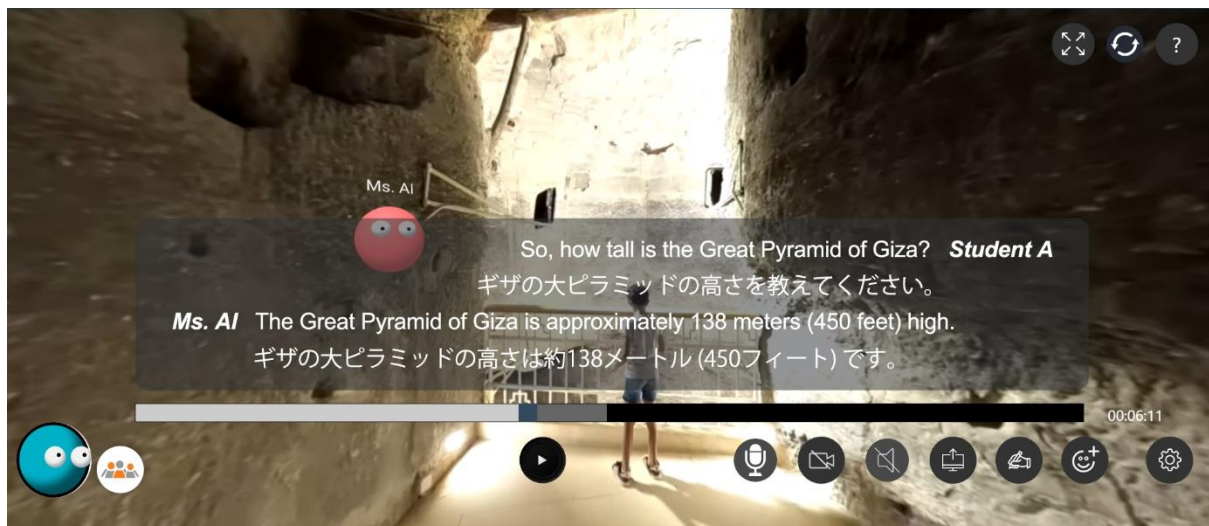 ?
Ms. AI
So, how tall is the Great Pyramid of Giza? Student A
ギザの大ピラミッドの高さを教えてください。
Ms. AI The Great Pyramid of Giza is approximately 138 meters (450 feet) high.
ギザの大ピラミッドの高さは約138メートル (450フィート) です。
00:06:11